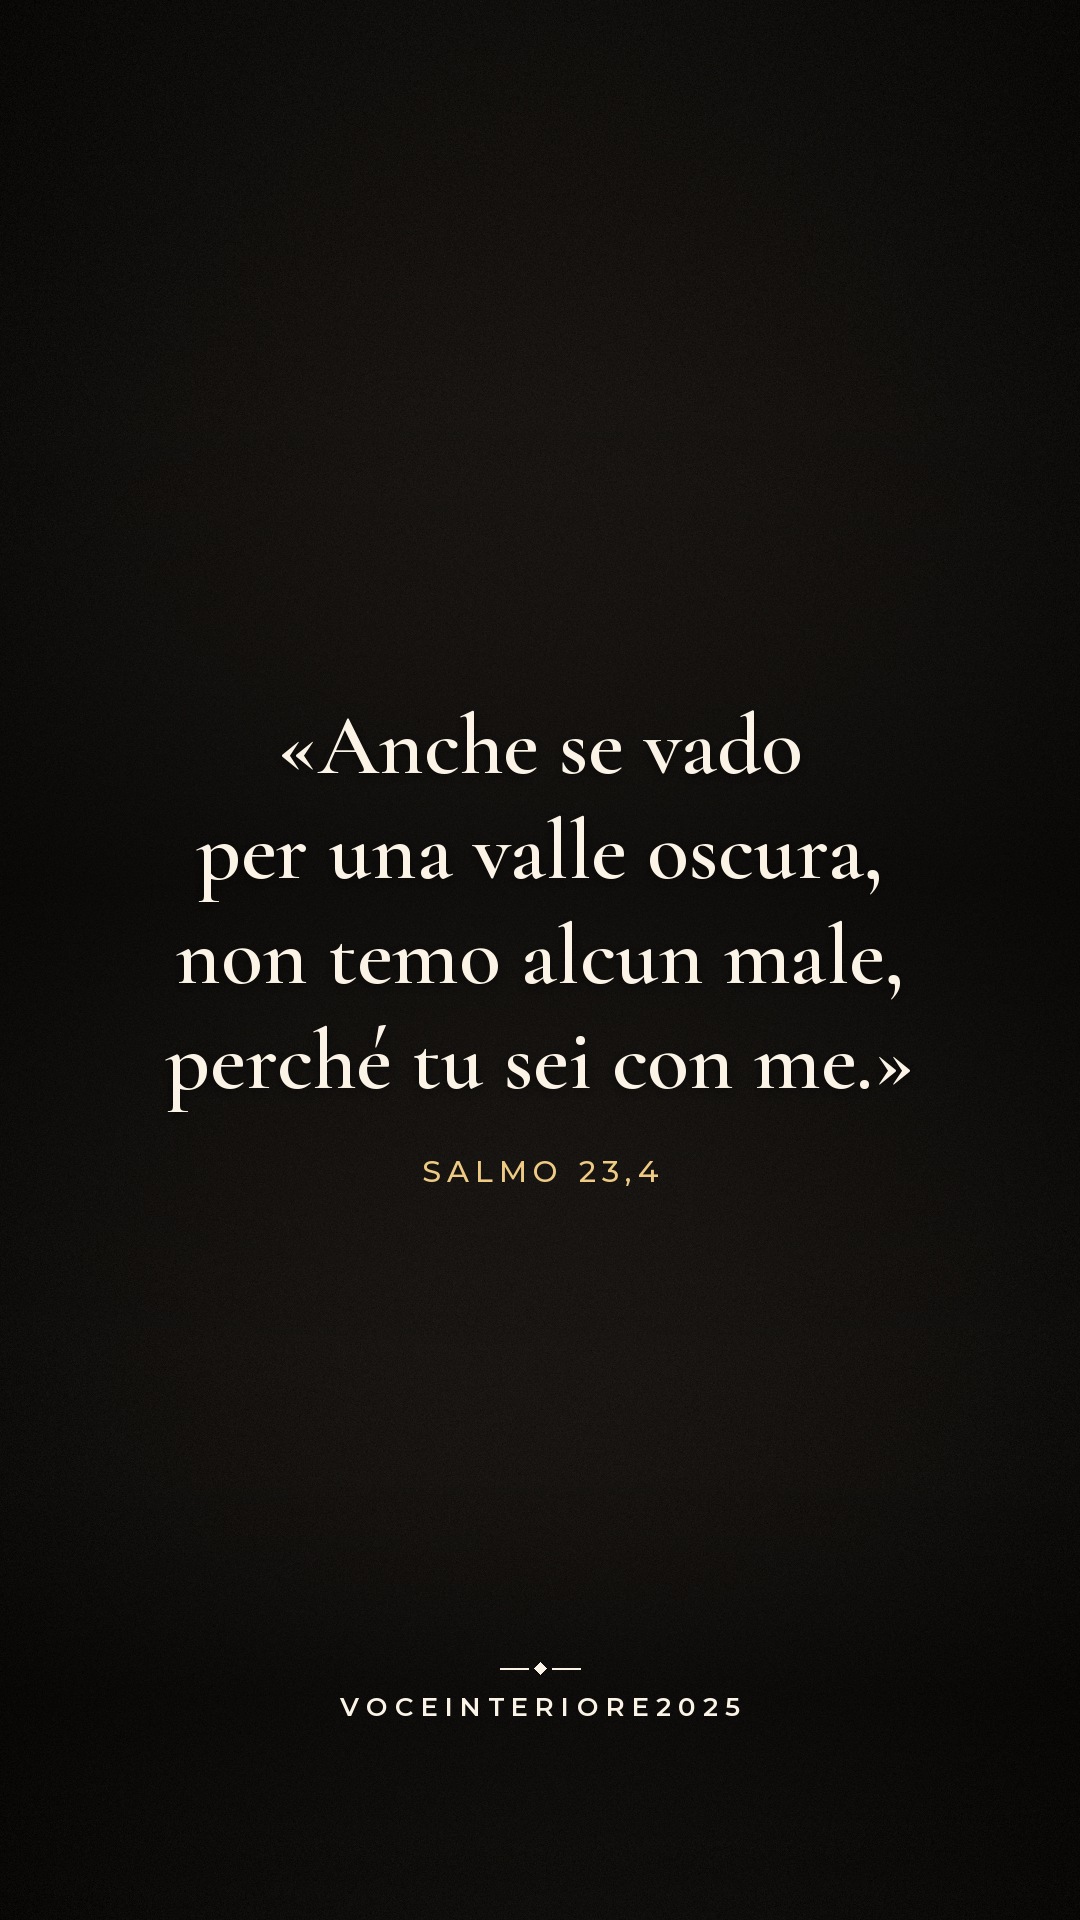 «Anche se vado
per una valle oscura,
non temo alcun male,
perché tu sei con me.»
SALMO 23,4
VOCEINTERIORE2025